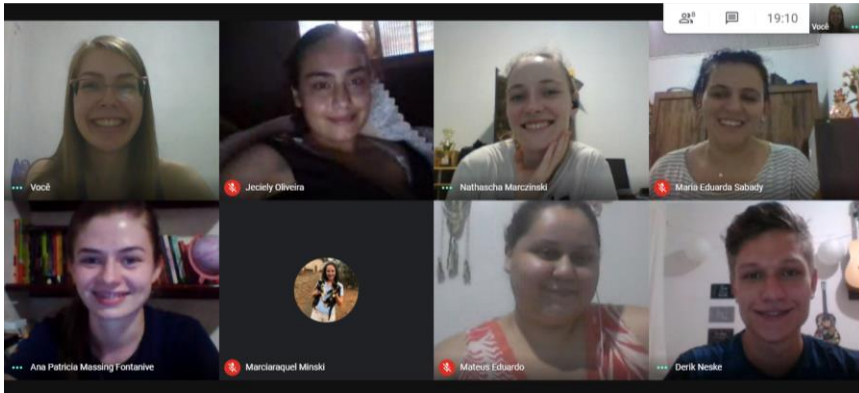 8
19:10
Você
Você
Jeciely Oliveira
Nathascha Marczinski
Maria Eduarda Sabady
Ana Patricia Massing Fontanive
Marciaraquel Minski
Mateus Eduardo
Derik Neske